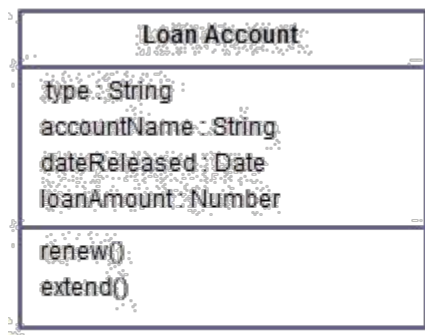 Loan Account
type : String
accountName : String
dateReleased : Date
loanAmount : Number
renew()
extend()